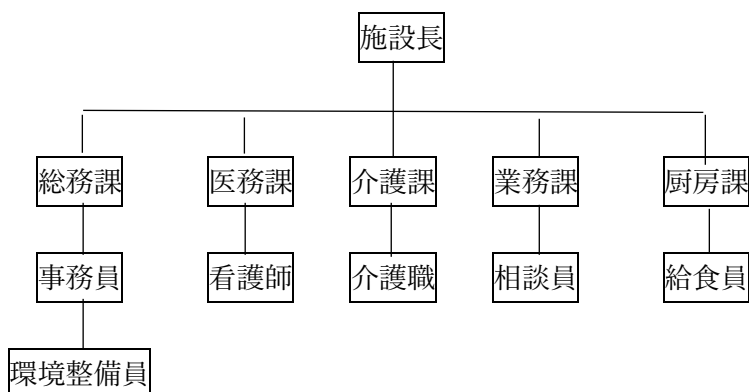 施設長
総務課
医務課
介護課
業務課
厨房課
事務員
看護師
介護職
相談員
給食員
環境整備員